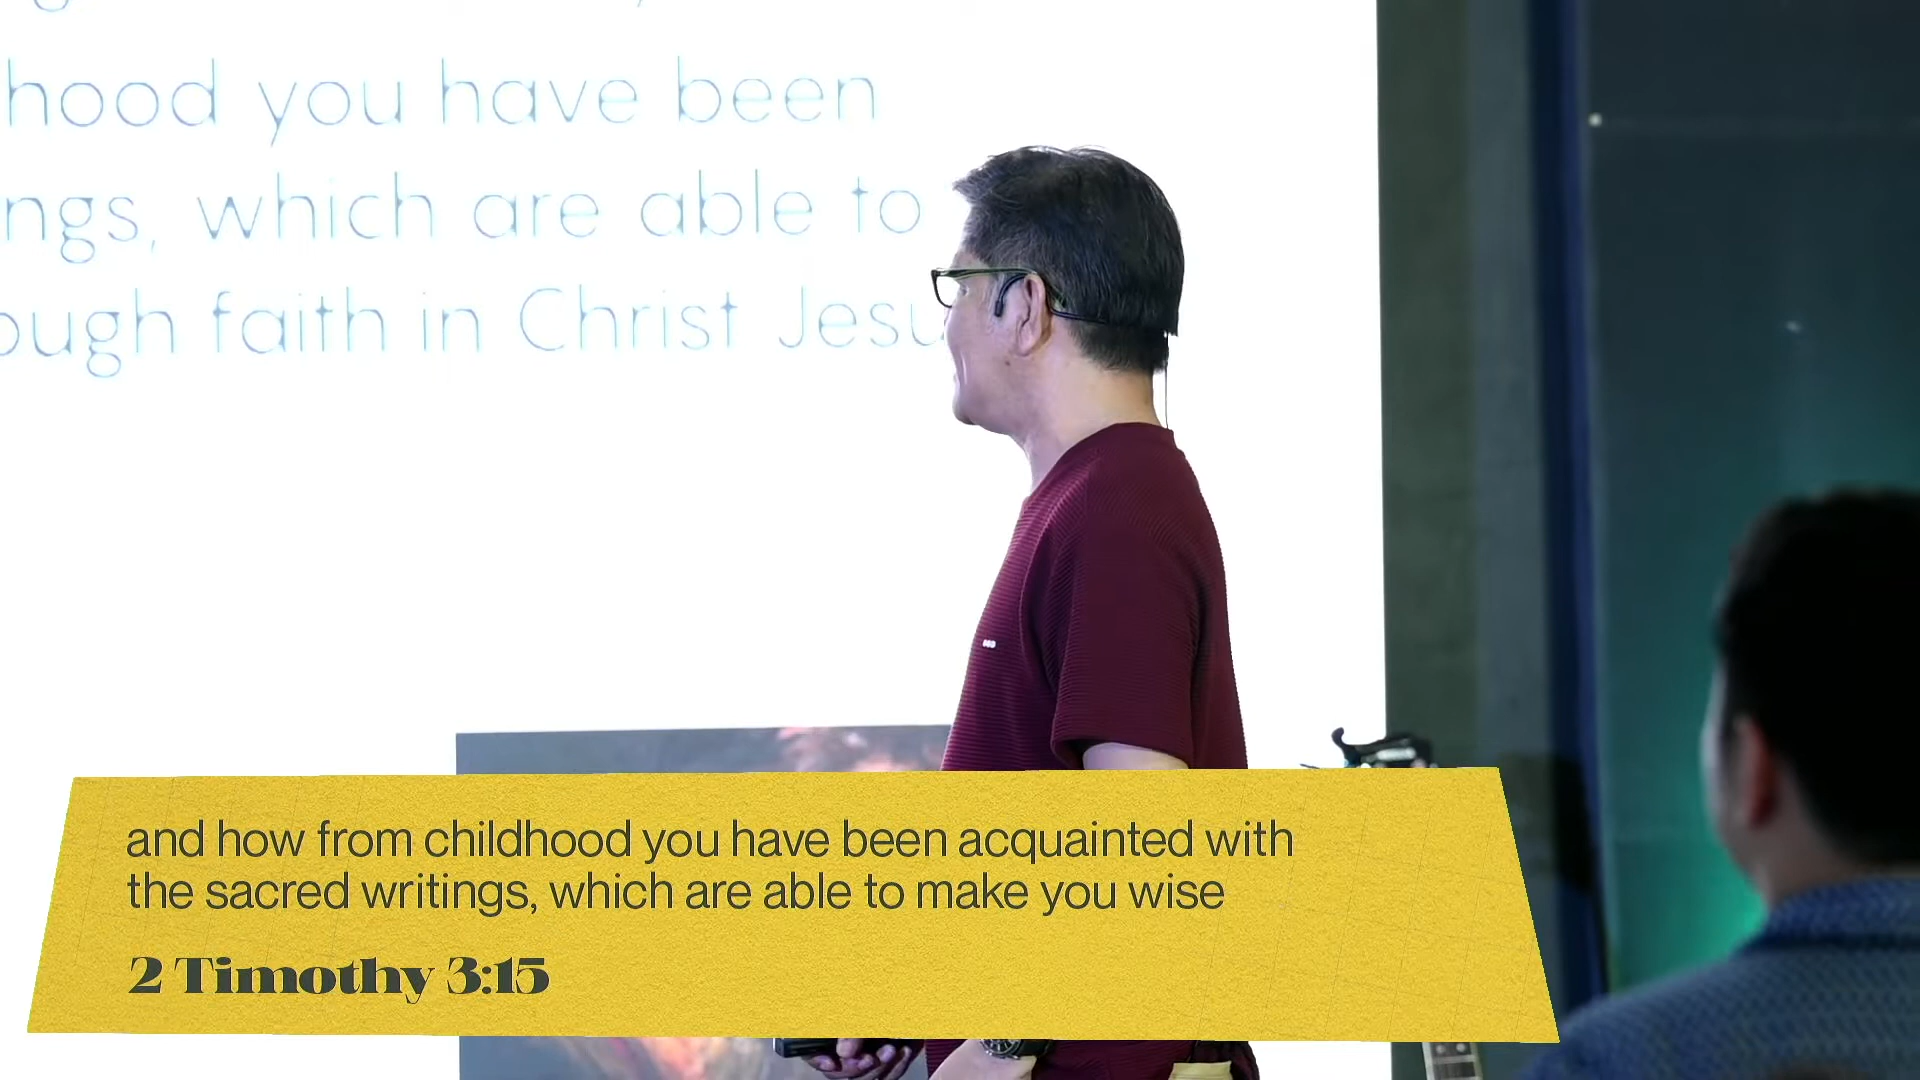 hood you have been
ngs, which are able to
ough faith in Christ Jesu
and how from childhood you have been acquainted with
the sacred writings, which are able to make you wise
2 Timothy 3:15